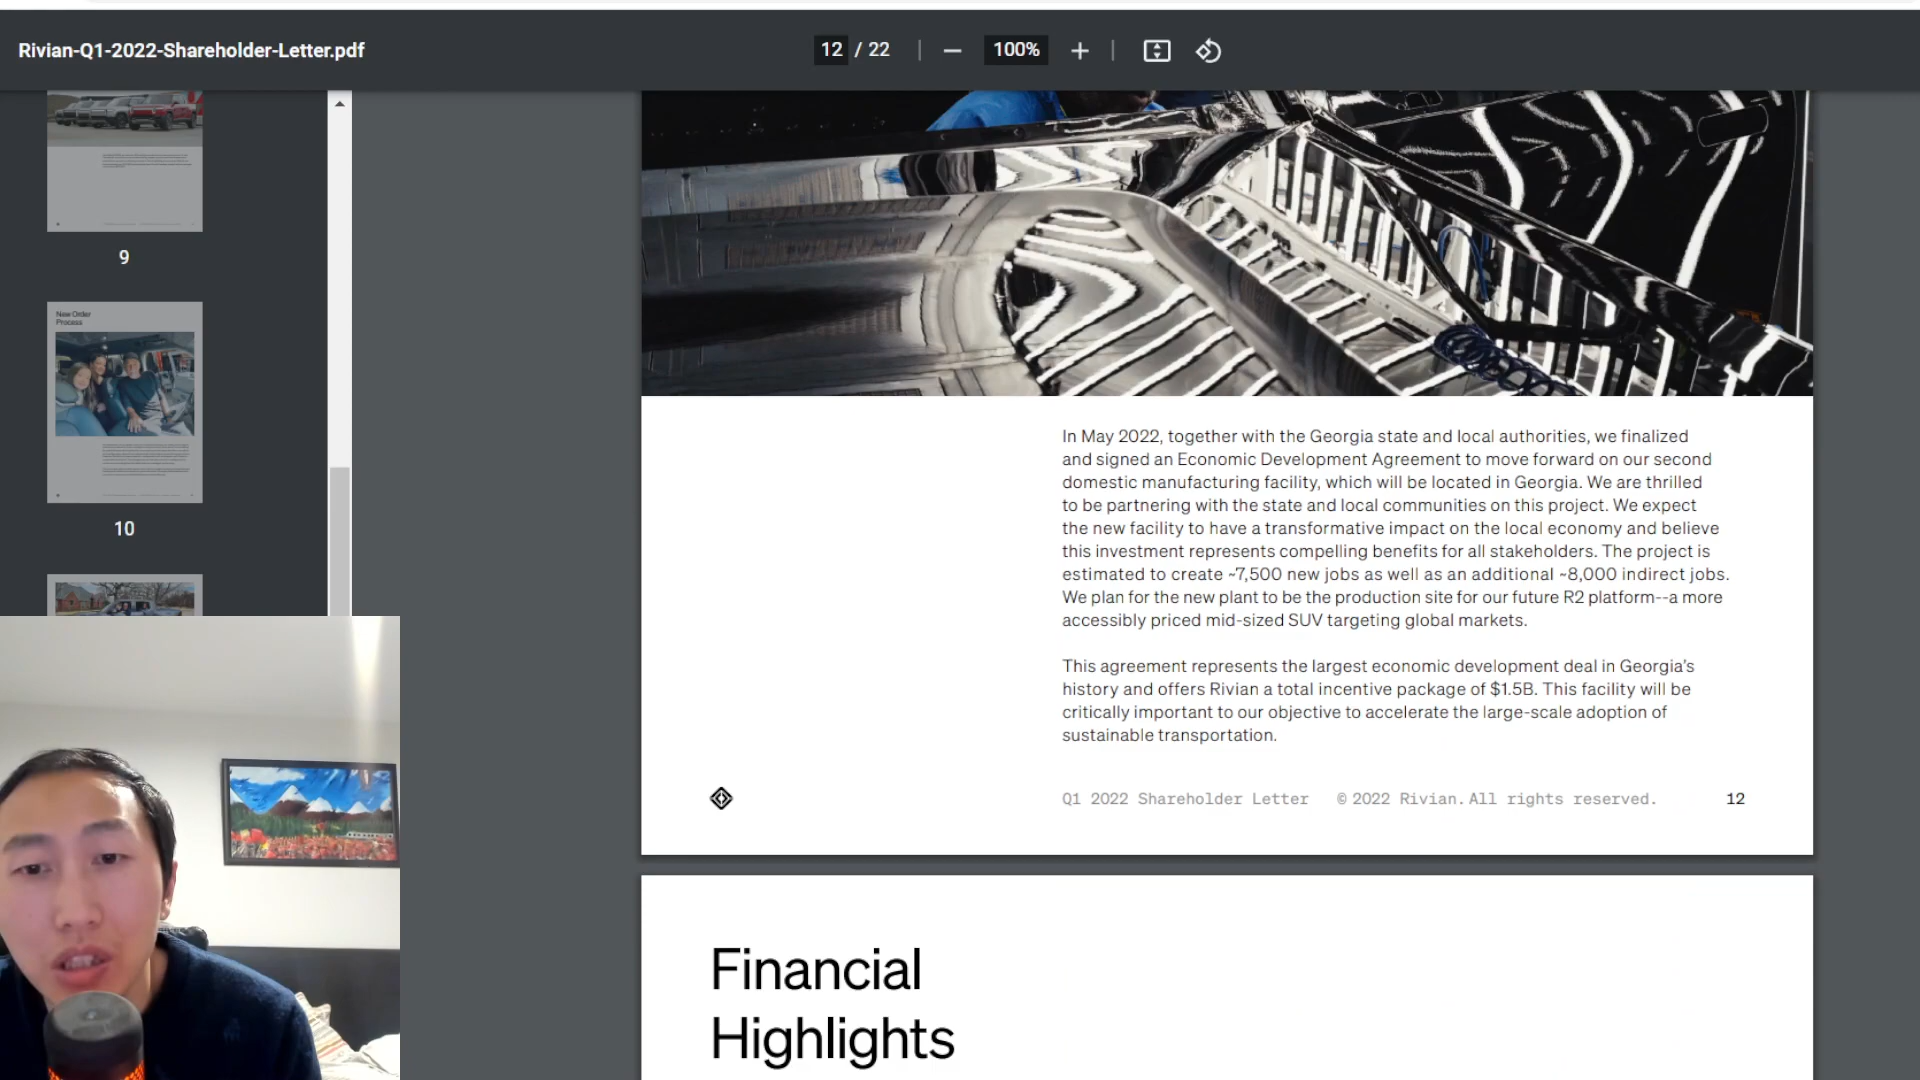 Rivian-Q1-2022-Shareholder-Letter.pdf
12 / 22
100%
9
New Order
Process
10
In May 2022, together with the Georgia state and local authorities, we finalized
and signed an Economic Development Agreement to move forward on our second
domestic manufacturing facility, which will be located in Georgia. We are thrilled
to be partnering with the state and local communities on this project. We expect
the new facility to have a transformative impact on the local economy and believe
this investment represents compelling benefits for all stakeholders. The project is
estimated to create ~7,500 new jobs as well as an additional ~8,000 indirect jobs.
We plan for the new plant to be the production site for our future R2 platform--a more
accessibly priced mid-sized SUV targeting global markets.
This agreement represents the largest economic development deal in Georgia's
history and offers Rivian a total incentive package of $1.5B. This facility will be
critically important to our objective to accelerate the large-scale adoption of
sustainable transportation.
Q1 2022 Shareholder Letter © 2022 Rivian. All rights reserved. 12
Financial
Highlights